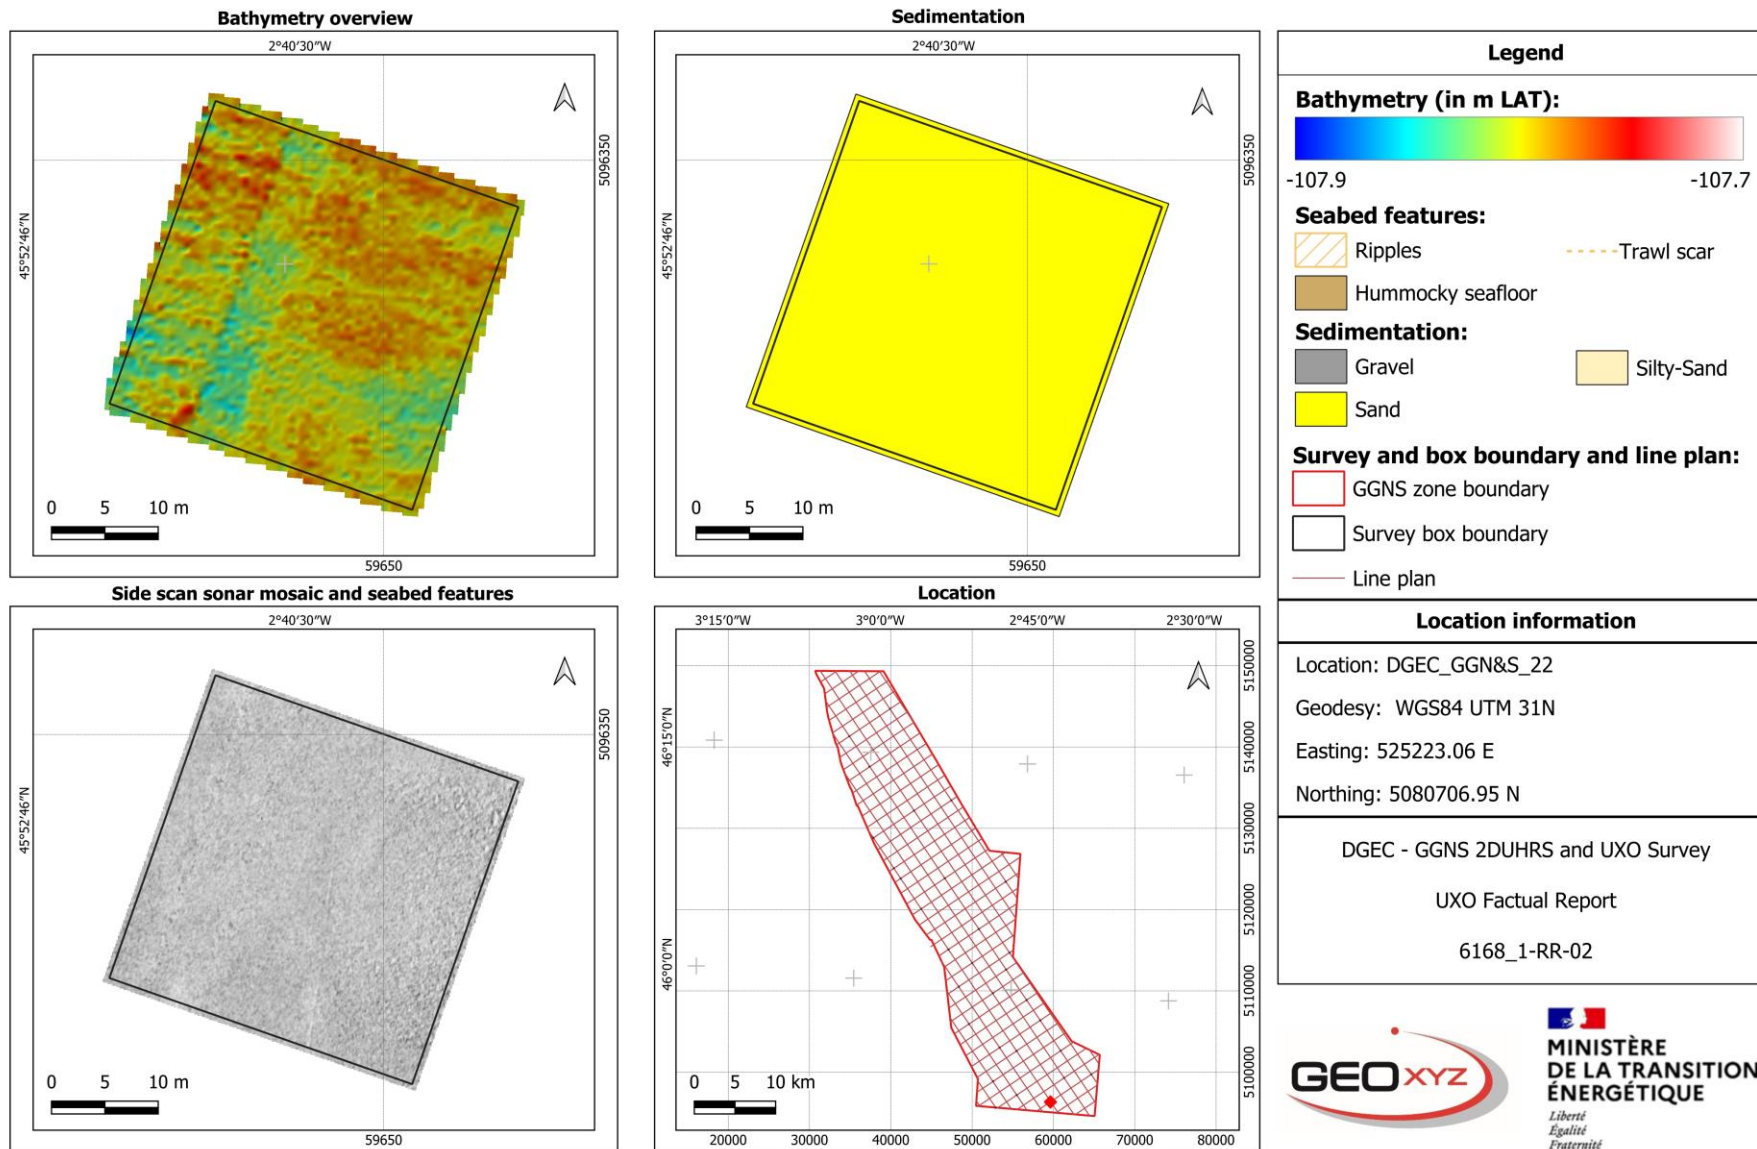 Bathymetry overview
2°40'30"W
5096350
45°52'46"N
0 5 10 m
59650
Sedimentation
2°40'30"W
5096350
45°52'46"N
0 5 10 m
59650
Legend
Bathymetry (in m LAT):
-107.9 -107.7
Seabed features:
Ripples Trawl scar
Hummocky seafloor
Sedimentation:
Gravel Silty-Sand
Sand
Survey and box boundary and line plan:
GGNS zone boundary
Survey box boundary
Line plan
Side scan sonar mosaic and seabed features
2°40'30"W
5096350
45°52'46"N
0 5 10 m
59650
Location
3°15'0"W 3°0'0"W 2°45'0"W 2°30'0"W
5150000
46°15'0"N
5140000
5130000
5120000
46°0'0"N
5110000
5100000
0 5 10 km
20000 30000 40000 50000 60000 70000 80000
Location information
Location: DGEC_GGN&S_22
Geodesy: WGS84 UTM 31N
Easting: 525223.06 E
Northing: 5080706.95 N
DGEC - GGNS 2DUHRS and UXO Survey
UXO Factual Report
6168_1-RR-02
GEOXYZ
MINISTÈRE
DE LA TRANSITION
ÉNERGÉTIQUE
Liberté
Égalité
Fraternité